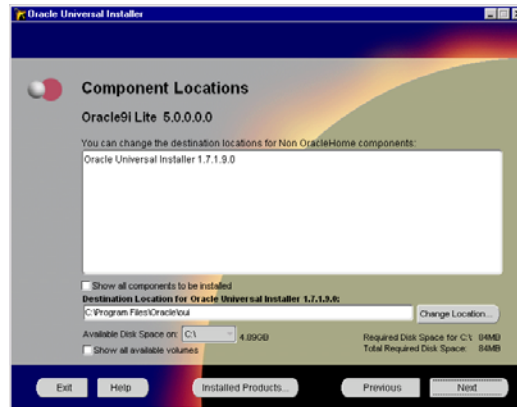 Oracle Universal Installer
Component Locations
Oracle9i Lite 5.0.0.0.0
You can change the destination locations for Non OracleHome components:
Oracle Universal Installer 1.7.1.9.0
Show all components to be installed
Destination Location for Oracle Universal Installer 1.7.1.9.0:
C:\Program Files\Oracle\oui
Change Location...
Available Disk Space on: C:\ 4.89GB
Required Disk Space for C:\: 84MB
Show all available volumes
Total Required Disk Space: 84MB
Exit Help Installed Products... Previous Next